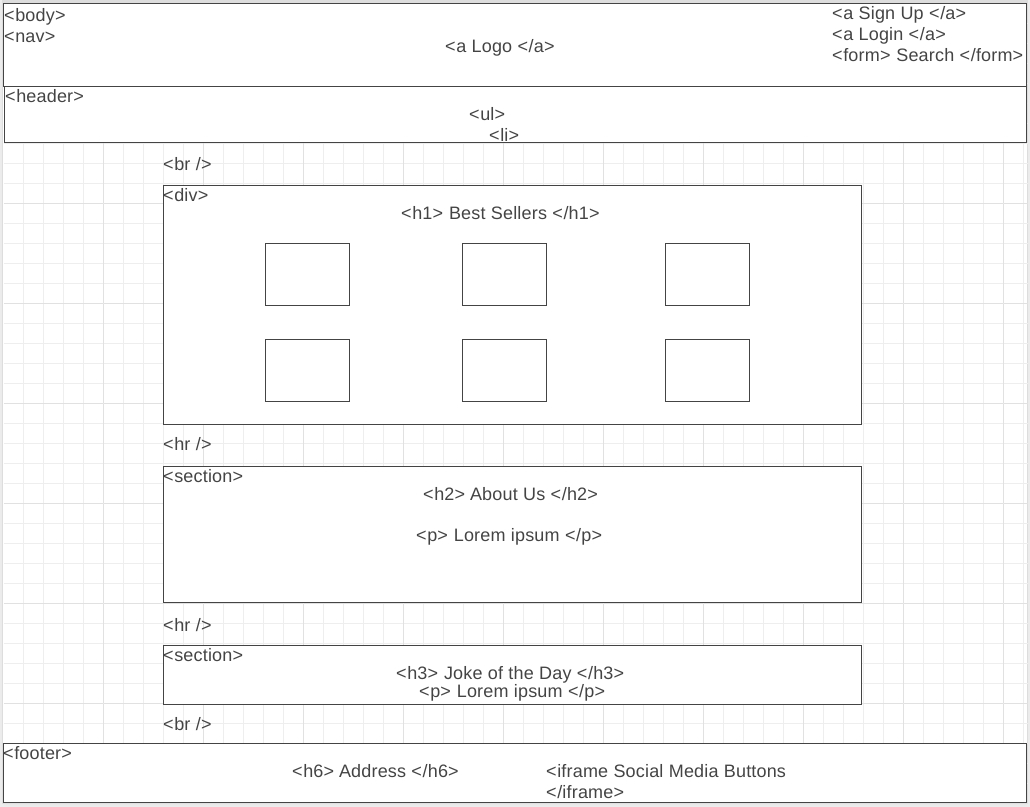 <body>
<nav>
<a Logo </a>
<a Sign Up </a>
<a Login </a>
<form> Search </form>
<header>
<ul>
<li>
<br />
<div>
<h1> Best Sellers </h1>
<hr />
<section>
<h2> About Us </h2>
<p> Lorem ipsum </p>
<hr />
<section>
<h3> Joke of the Day </h3>
<p> Lorem ipsum </p>
<br />
<footer>
<h6> Address </h6>
<iframe Social Media Buttons
</iframe>